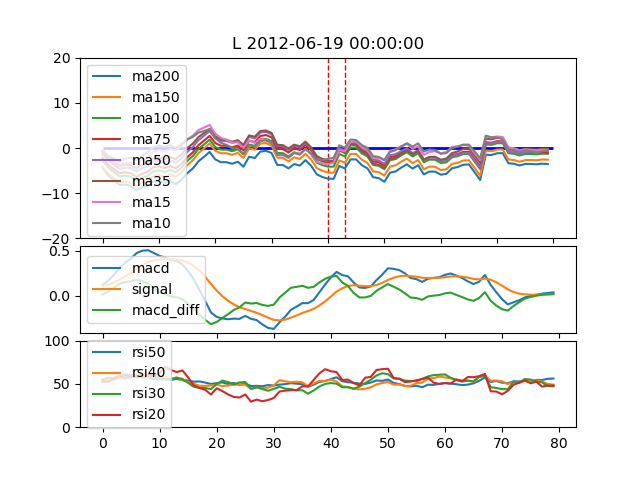 L 2012-06-19 00:00:00
20
10
0
−10
−20
ma200
ma150
ma100
ma75
ma50
ma35
ma15
ma10
0.5
0.0
macd
signal
macd_diff
100
50
0
rsi50
rsi40
rsi30
rsi20
0 10 20 30 40 50 60 70 80